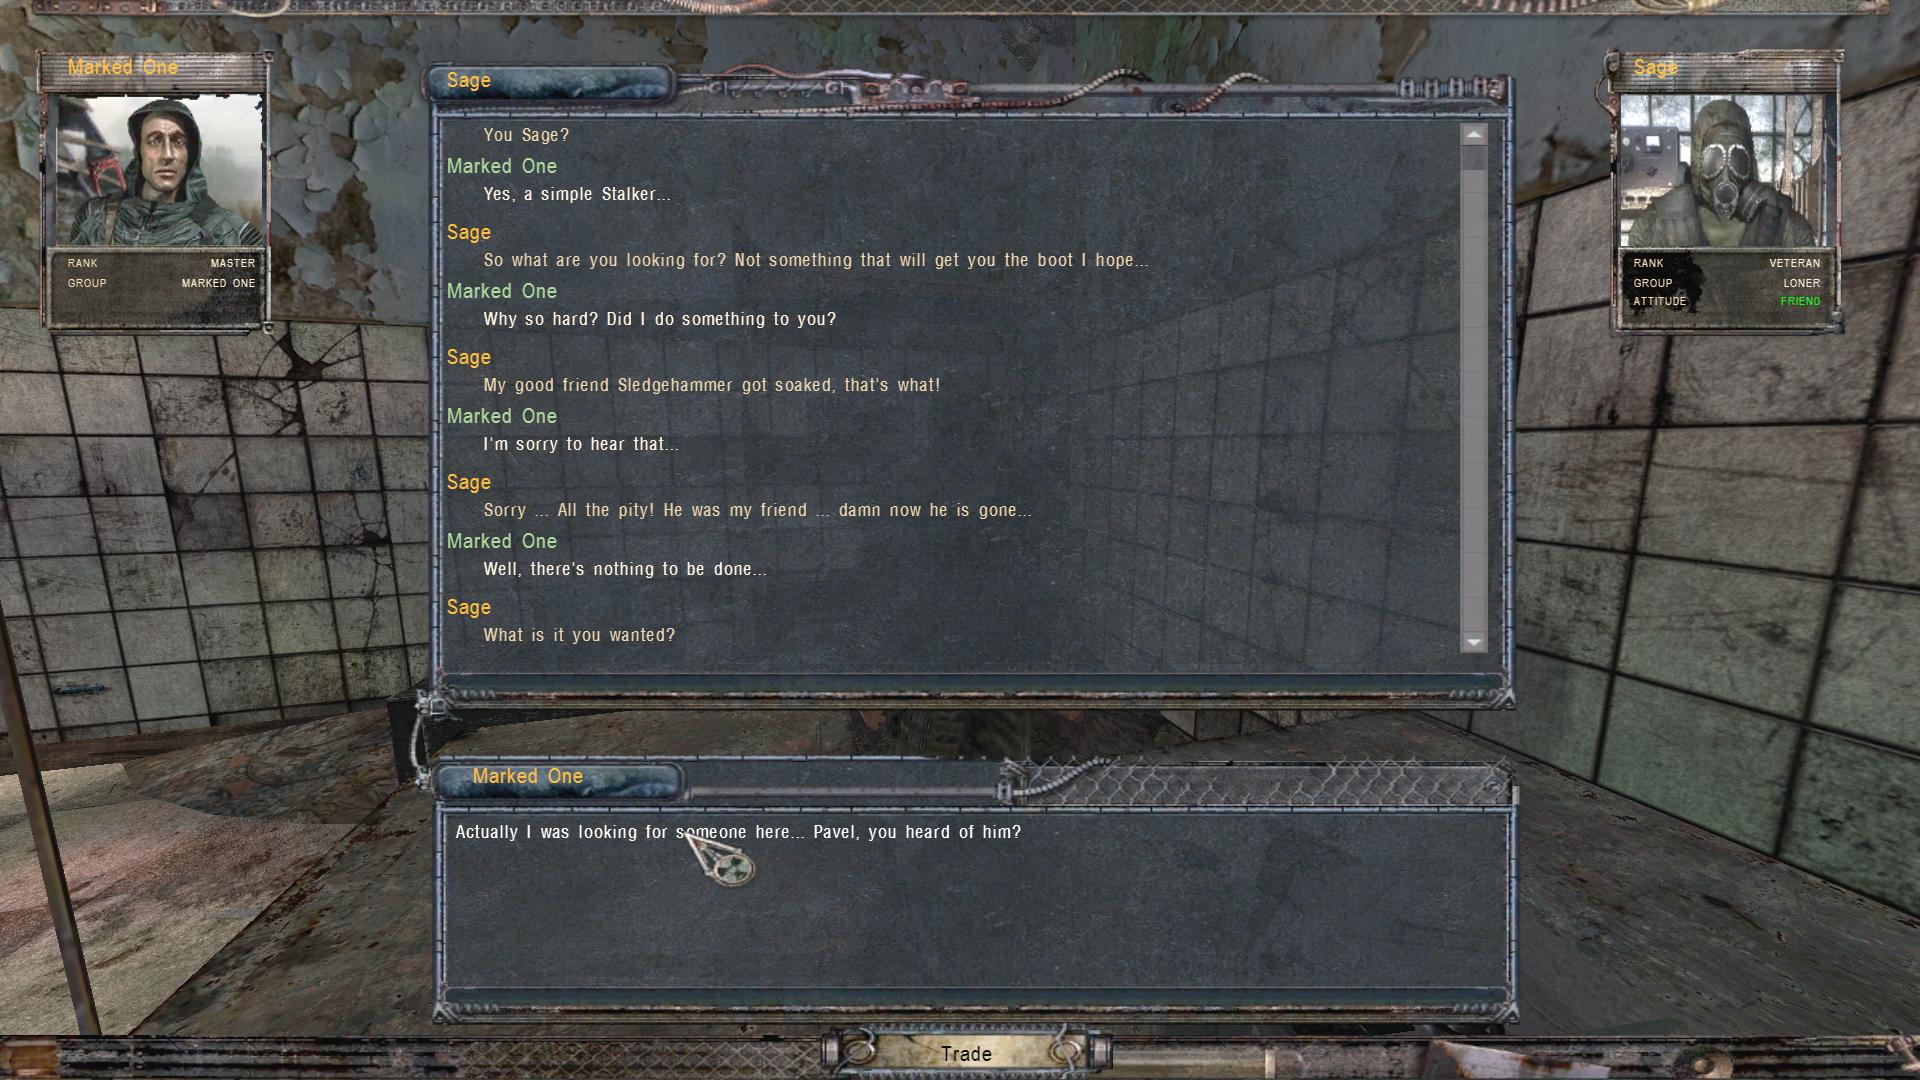 Marked One
RANK MASTER
GROUP MARKED ONE
Sage
You Sage?
Marked One
Yes, a simple Stalker...
Sage
So what are you looking for? Not something that will get you the boot I hope...
Marked One
Why so hard? Did I do something to you?
Sage
My good friend Sledgehammer got soaked, that's what!
Marked One
I'm sorry to hear that...
Sage
Sorry ... All the pity! He was my friend ... damn now he is gone...
Marked One
Well, there's nothing to be done...
Sage
What is it you wanted?
Sage
RANK VETERAN
GROUP LONER
ATTITUDE FRIEND
Marked One
Actually I was looking for someone here... Pavel, you heard of him?
Trade